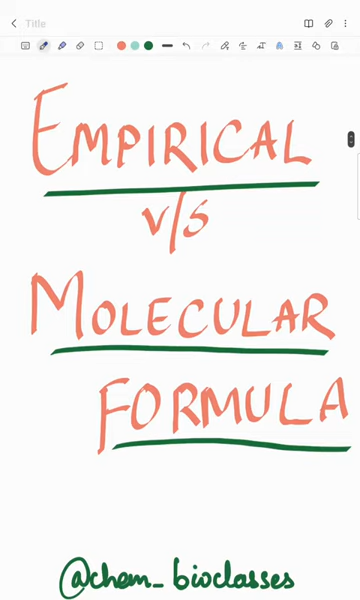 Title
EMPIRICAL
v/s
MOLECULAR
FORMULA
@chem_bioclasses